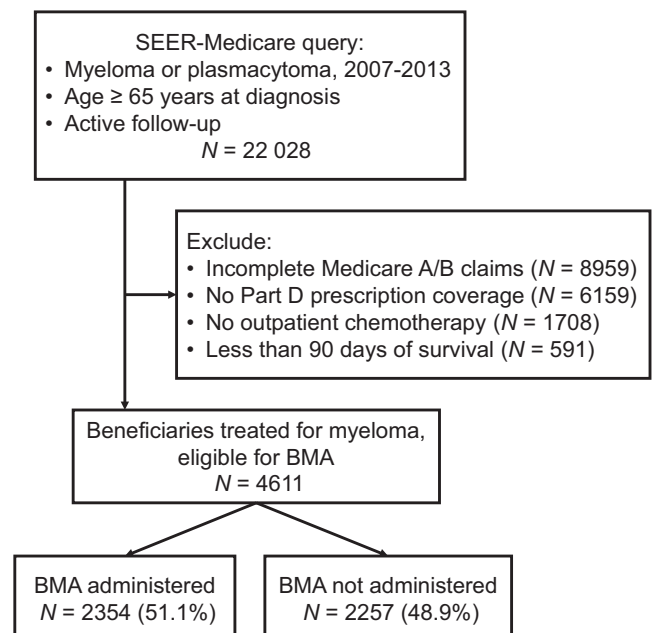 SEER-Medicare query:
• Myeloma or plasmacytoma, 2007-2013
• Age ≥ 65 years at diagnosis
• Active follow-up
N = 22 028
Exclude:
• Incomplete Medicare A/B claims (N = 8959)
• No Part D prescription coverage (N = 6159)
• No outpatient chemotherapy (N = 1708)
• Less than 90 days of survival (N = 591)
Beneficiaries treated for myeloma,
eligible for BMA
N = 4611
BMA administered
N = 2354 (51.1%)
BMA not administered
N = 2257 (48.9%)